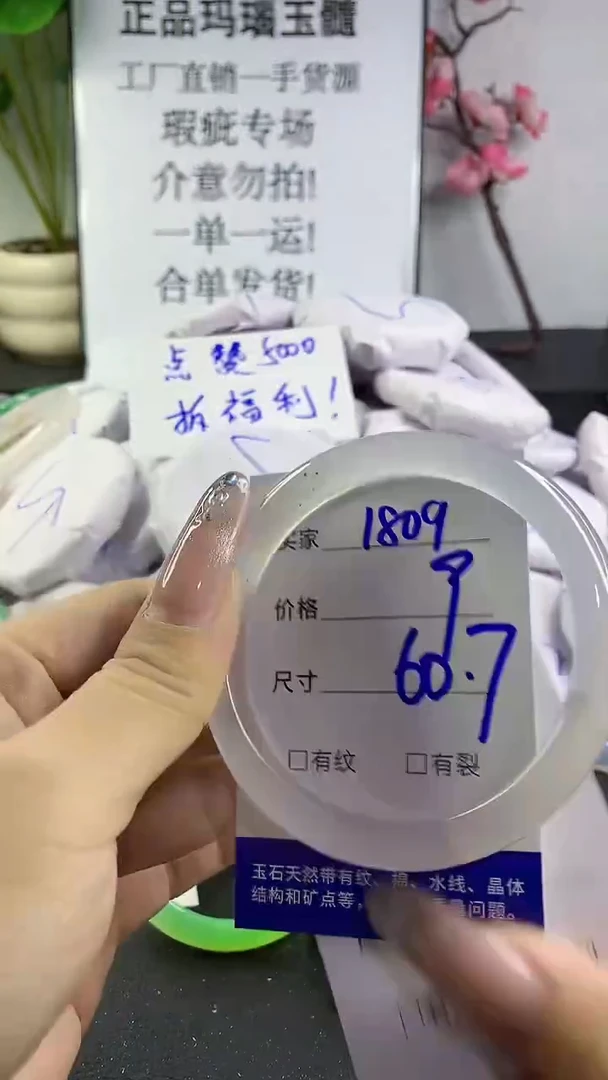 正品玛瑙玉髓
工厂直销一手货源
瑕疵专场
介意勿拍!
一单一运!
合单发货!
点赞5000
拆福利!
买家 1809
价格
尺寸 60.7
□有纹 □有裂
玉石天然带有纹、棉、水线、晶体
结构和矿点等, 问题。